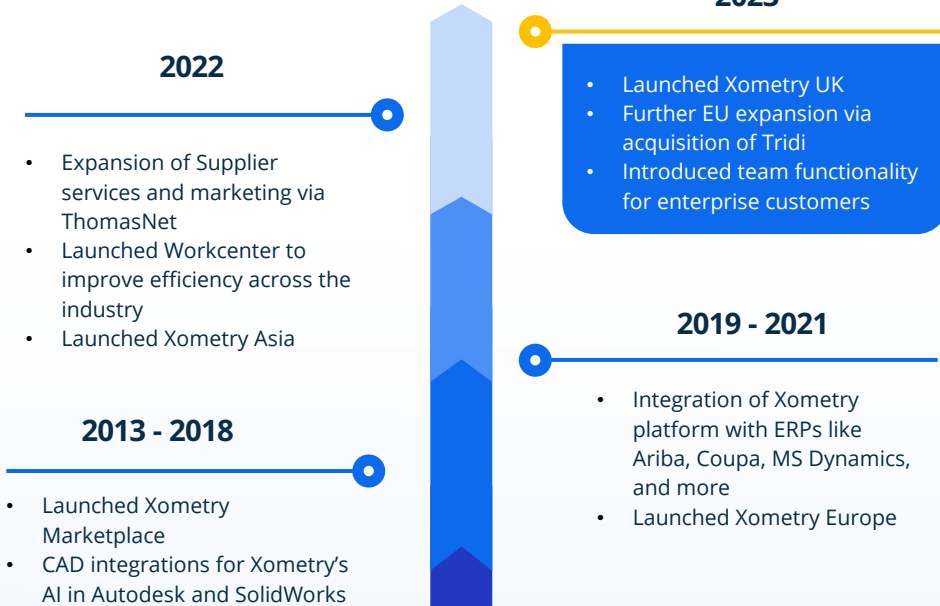 2022
• Expansion of Supplier
services and marketing via
ThomasNet
• Launched Workcenter to
improve efficiency across the
industry
• Launched Xometry Asia
2013 - 2018
• Launched Xometry
Marketplace
• CAD integrations for Xometry's
AI in Autodesk and SolidWorks
2023
• Launched Xometry UK
• Further EU expansion via
acquisition of Tridi
• Introduced team functionality
for enterprise customers
2019 - 2021
• Integration of Xometry
platform with ERPs like
Ariba, Coupa, MS Dynamics,
and more
• Launched Xometry Europe